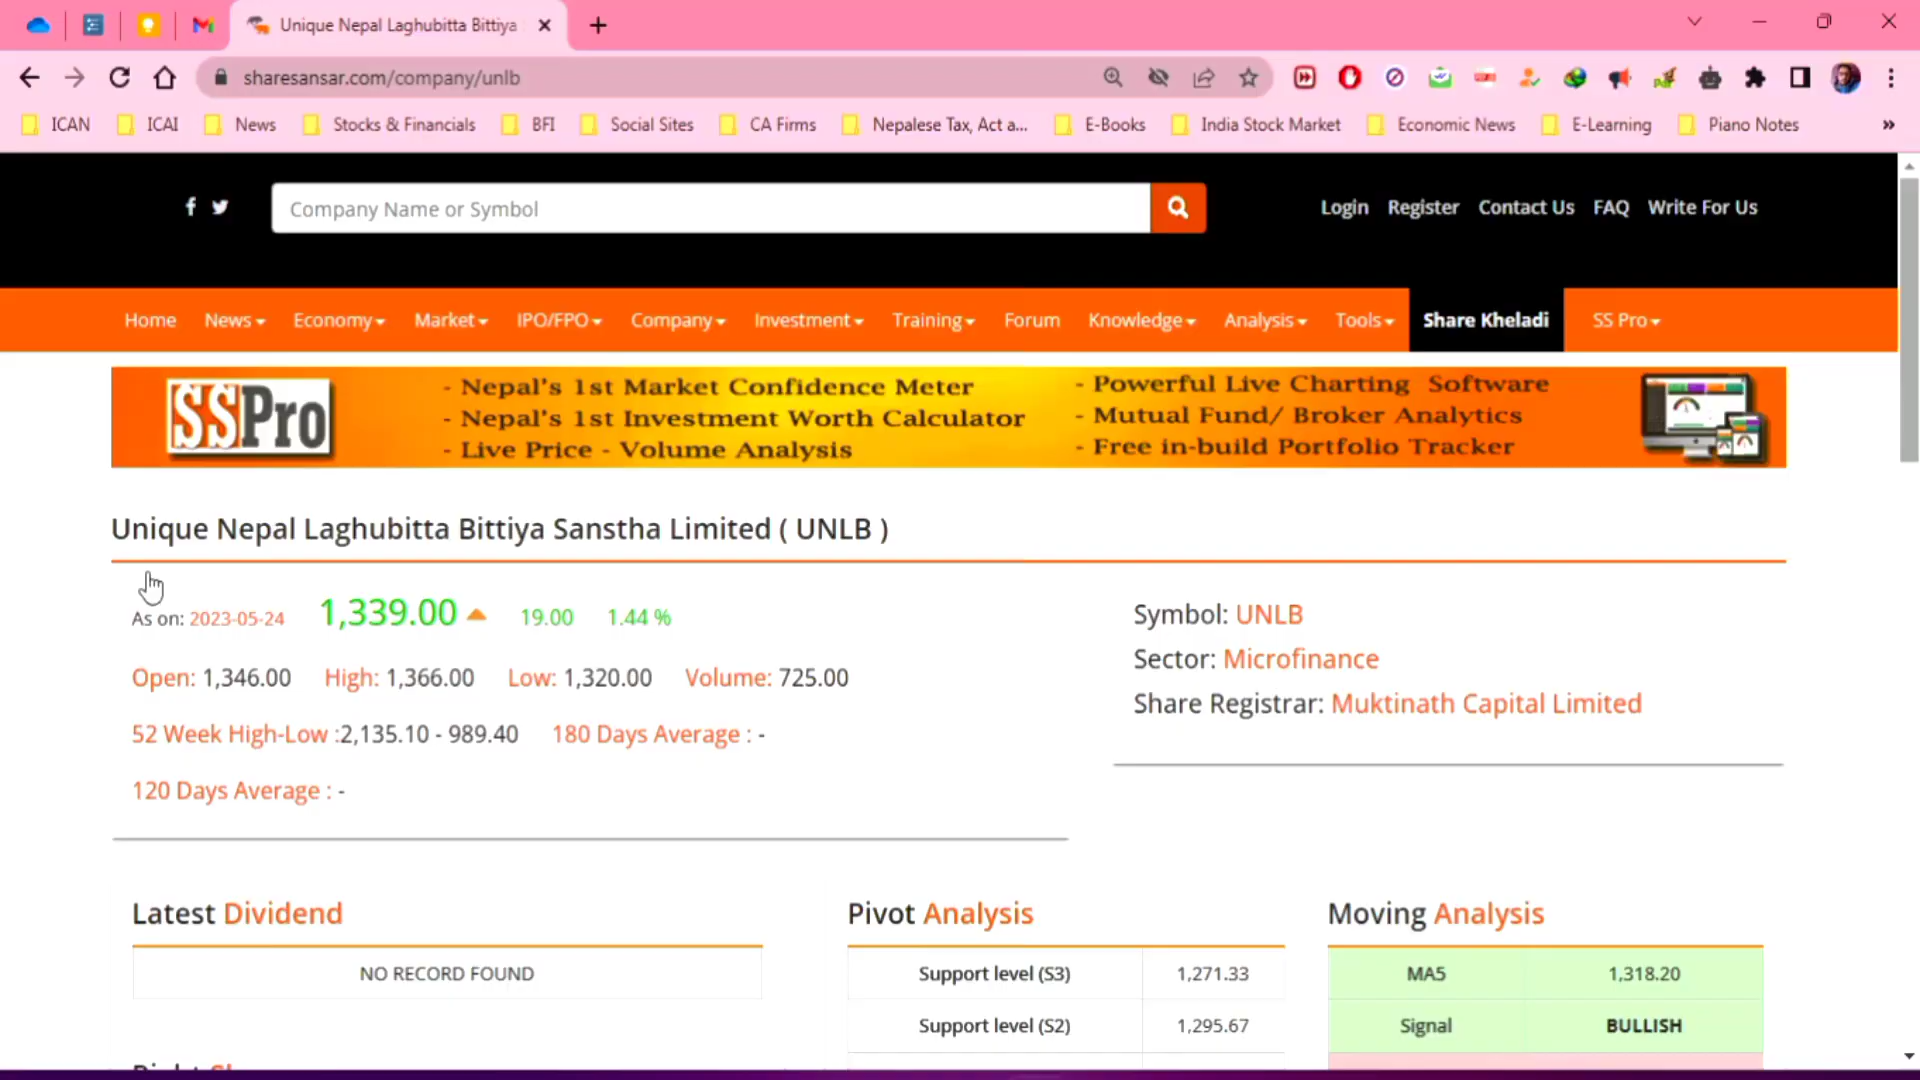 Unique Nepal Laghubitta Bittiya
sharesansar.com/company/unlb
ICAN ICAI News Stocks & Financials BFI Social Sites CA Firms Nepalese Tax, Act a... E-Books India Stock Market Economic News E-Learning Piano Notes »
Company Name or Symbol
Login Register Contact Us FAQ Write For Us
Home News Economy Market IPO/FPO Company Investment Training Forum Knowledge Analysis Tools Share Kheladi SS Pro
SSPro
- Nepal's 1st Market Confidence Meter
- Nepal's 1st Investment Worth Calculator
- Live Price - Volume Analysis
- Powerful Live Charting Software
- Mutual Fund/ Broker Analytics
- Free in-build Portfolio Tracker
Unique Nepal Laghubitta Bittiya Sanstha Limited ( UNLB )
As on: 2023-05-24 1,339.00 19.00 1.44 %
Open: 1,346.00 High: 1,366.00 Low: 1,320.00 Volume: 725.00
52 Week High-Low :2,135.10 - 989.40 180 Days Average : -
120 Days Average : -
Symbol: UNLB
Sector: Microfinance
Share Registrar: Muktinath Capital Limited
Latest Dividend
NO RECORD FOUND
Pivot Analysis
Support level (S3) 1,271.33
Support level (S2) 1,295.67
Moving Analysis
MA5 1,318.20
Signal BULLISH